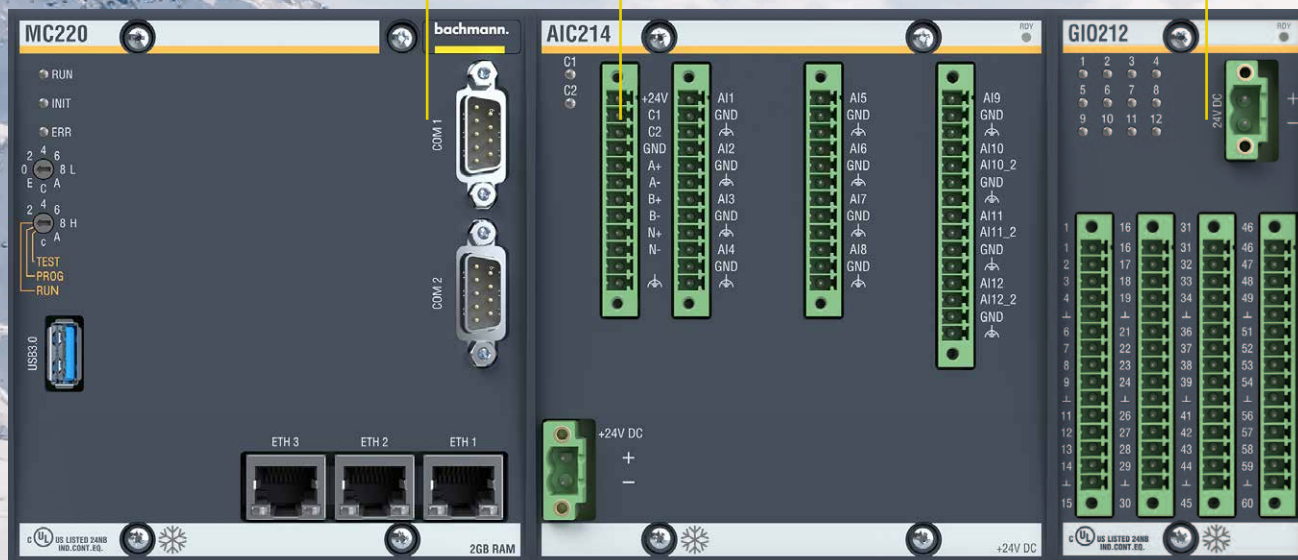 MC220
bachmann.
RUN
INIT
ERR
2 4 6
0 8 L
E C A
2 4 6
8 H
C A
TEST
PROG
RUN
USB3.0
COM 1
COM 2
ETH 3
ETH 2
ETH 1
C UL US LISTED 24NB
IND.CONT.EQ.
2GB RAM
AIC214
RDY
C1
C2
+24V
C1
C2
GND
A+
A-
B+
B-
N+
N-
AI1
GND
AI2
GND
AI3
GND
AI4
GND
AI5
GND
AI6
GND
AI7
GND
AI8
GND
AI9
GND
AI10
AI10_2
GND
AI11
AI11_2
GND
AI12
AI12_2
GND
+24V DC
+
−
+24V DC
GIO212
RDY
1 2 3 4
5 6 7 8
9 10 11 12
24V DC
+
−
1 16 31 46
1 16 31 46
2 17 32 47
3 18 33 48
4 19 34 49
⊥ ⊥ ⊥ ⊥
6 21 36 51
7 22 37 52
8 23 38 53
9 24 39 54
⊥ ⊥ ⊥ ⊥
11 26 41 56
12 27 42 57
13 28 43 58
14 29 44 59
⊥ ⊥ ⊥ ⊥
15 30 45 60
C UL US LISTED 24NB
IND.CONT.EQ.